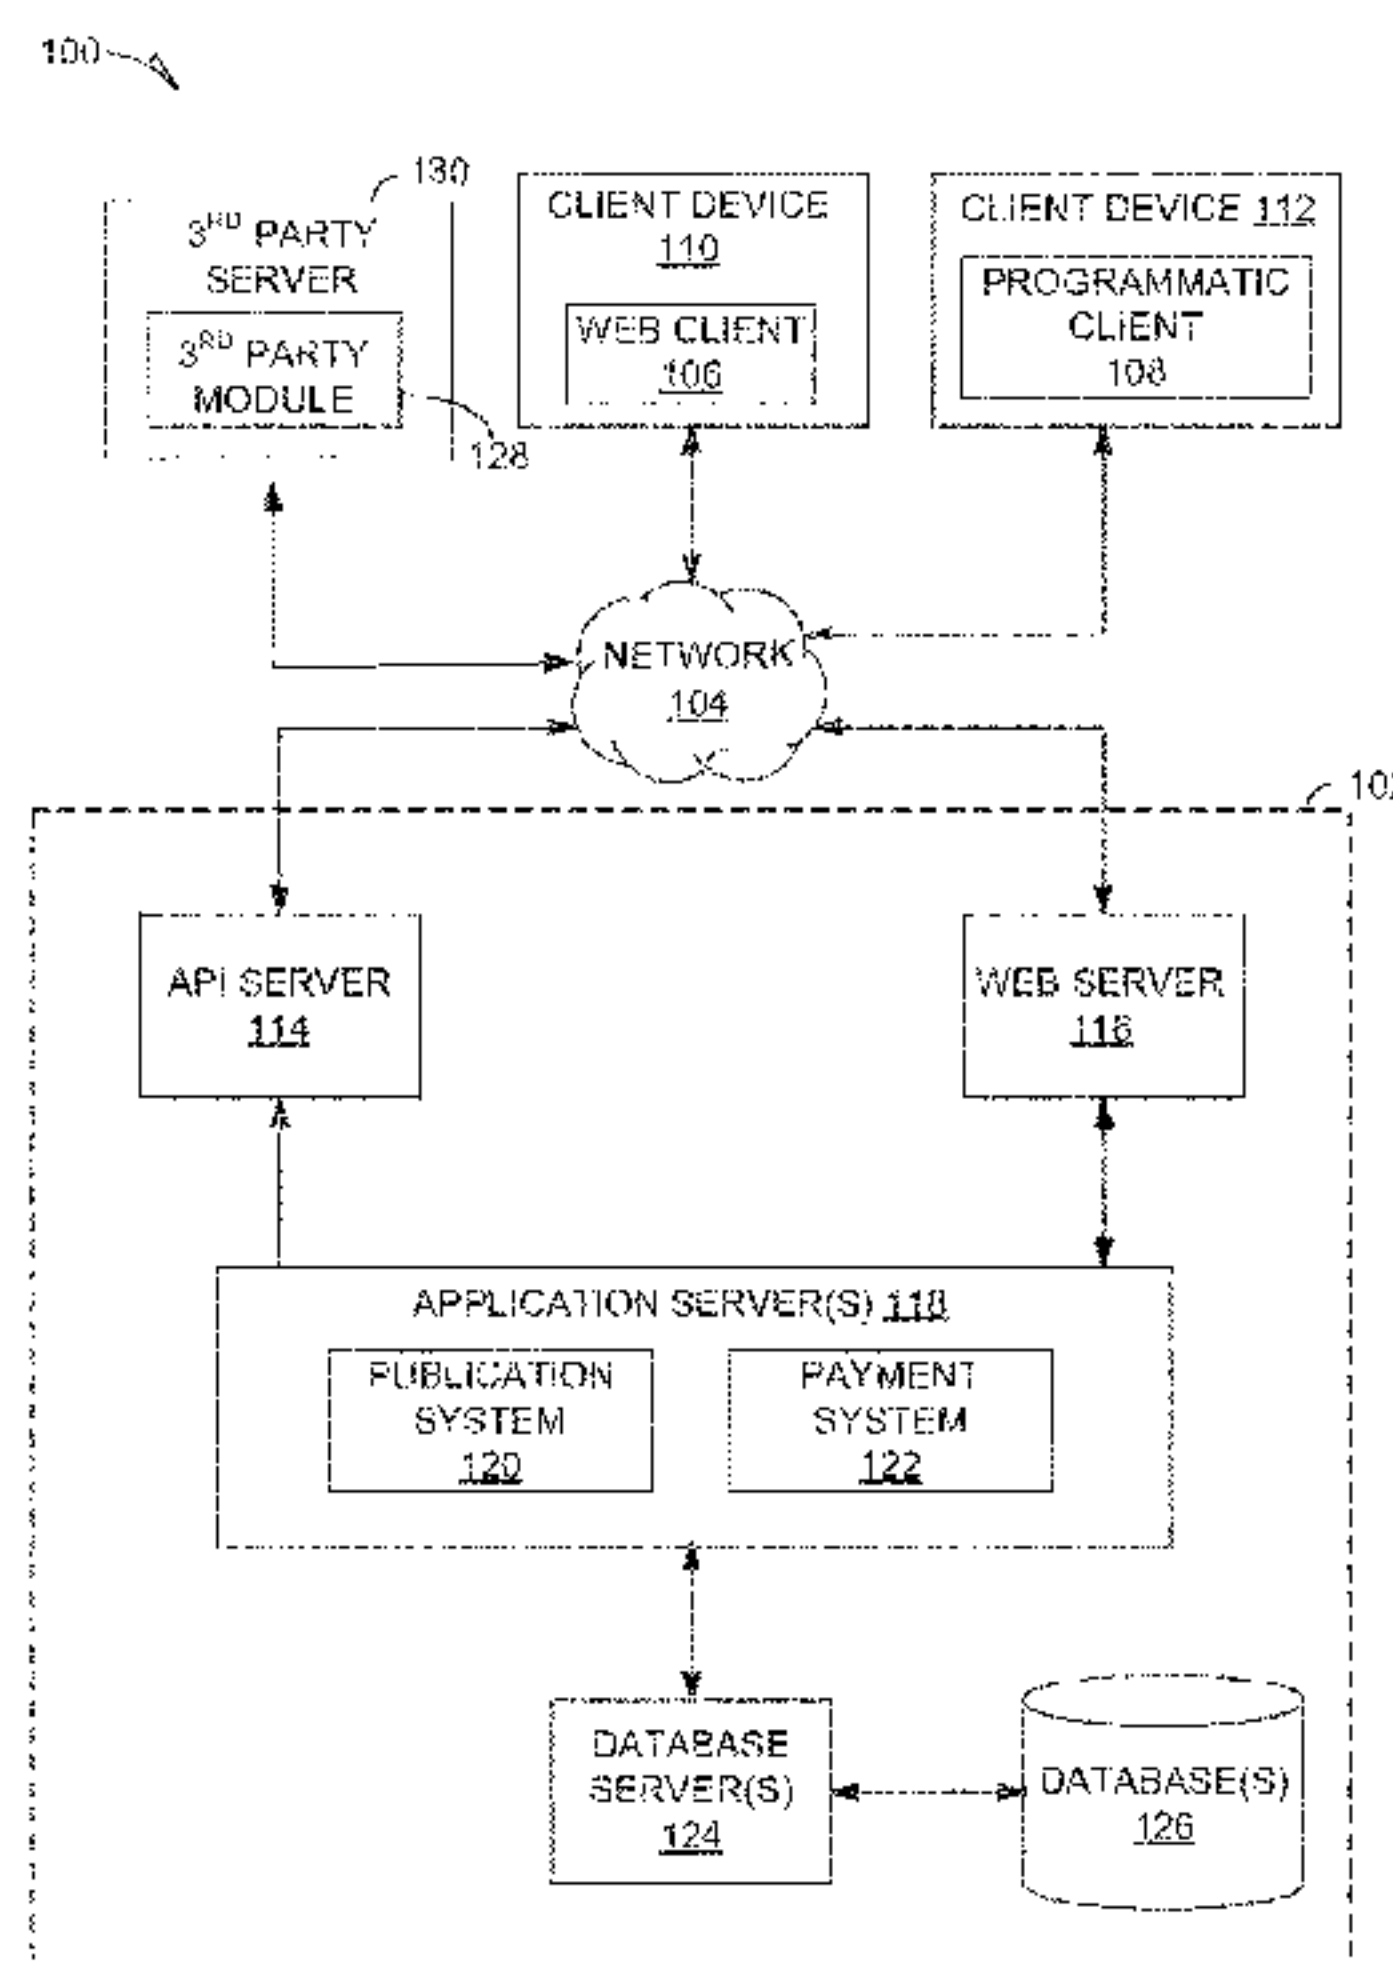 100
130
3RD PARTY
SERVER
3RD PARTY
MODULE
128
CLIENT DEVICE
110
WEB CLIENT
106
CLIENT DEVICE 112
PROGRAMMATIC
CLIENT
108
NETWORK
104
102
API SERVER
114
WEB SERVER
116
APPLICATION SERVER(S) 118
PUBLICATION
SYSTEM
120
PAYMENT
SYSTEM
122
DATABASE
SERVER(S)
124
DATABASE(S)
126